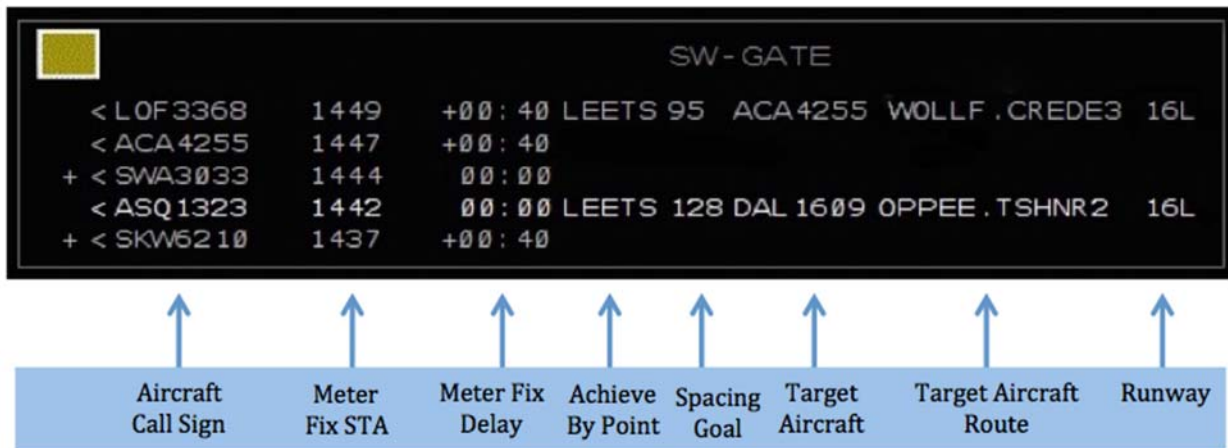 SW-GATE
<LOF3368 1449 +00:40 LEETS 95 ACA4255 WOLLF.CREDE3 16L
<ACA4255 1447 +00:40
+ <SWA3033 1444 00:00
<ASQ1323 1442 00:00 LEETS 128 DAL1609 OPPEE.TSHNR2 16L
+ <SKW6210 1437 +00:40
Aircraft Meter Meter Fix Achieve Spacing Target Target Aircraft Runway
Call Sign Fix STA Delay By Point Goal Aircraft Route